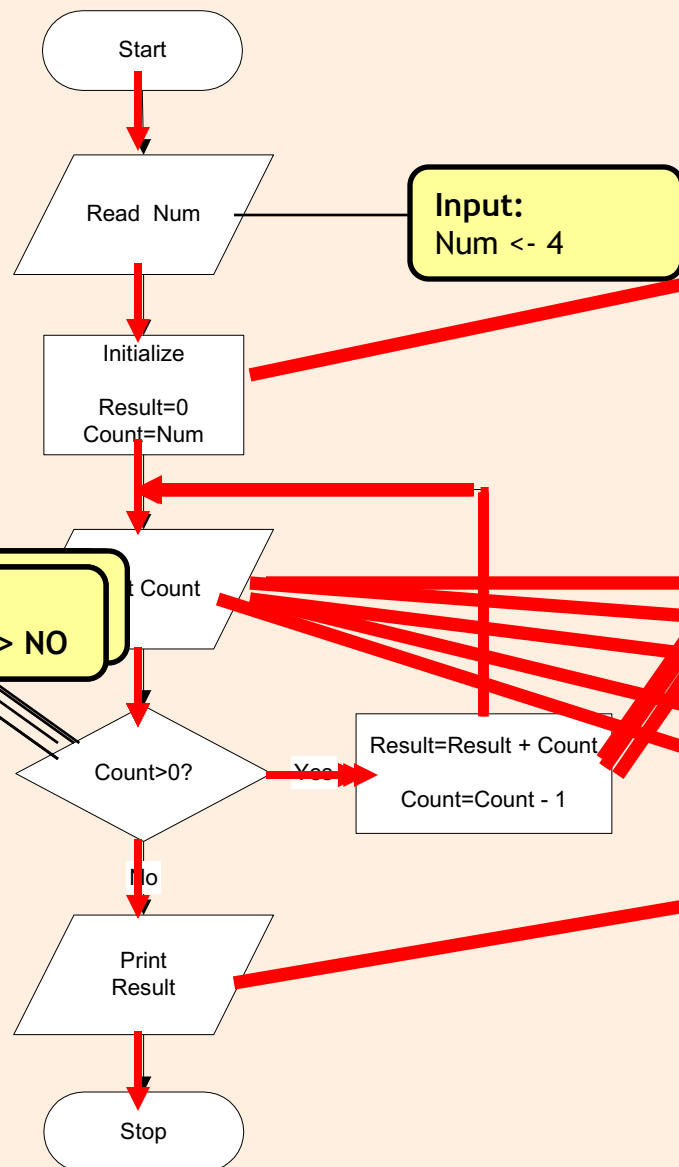 Start
Read Num
Input:
Num <- 4
Initialize
Result=0
Count=Num
Count
> NO
Result=Result + Count
Count>0?
Yes
Count=Count - 1
No
Print
Result
Stop